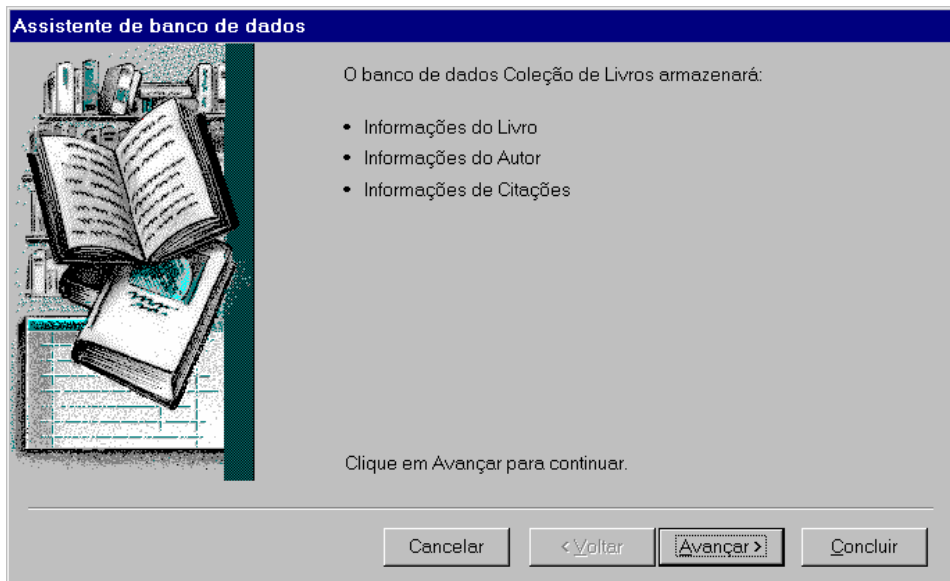 Assistente de banco de dados
O banco de dados Coleção de Livros armazenará:
• Informações do Livro
• Informações do Autor
• Informações de Citações
Clique em Avançar para continuar.
Cancelar
< Voltar
Avançar >
Concluir